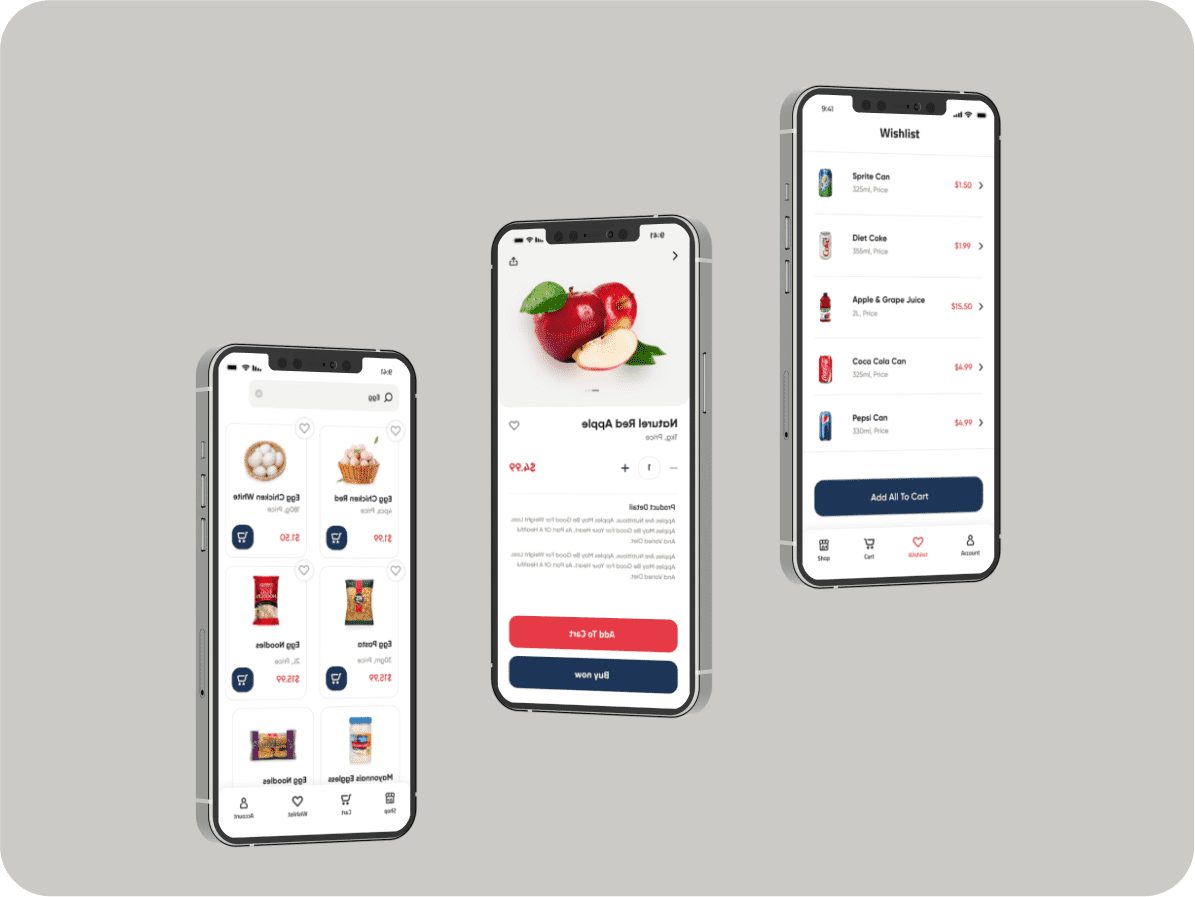 9:41
Egg
Egg Chicken Red
4pcs, Price
$1.99
Egg Chicken White
180g, Price
$1.50
Egg Pasta
30gm, Price
$15.99
Egg Noodles
2L, Price
$15.99
Mayonnais Eggless
Egg Noodles
Shop
Cart
Wishlist
Account
9:41
Naturel Red Apple
1kg, Price
1
$4.99
Product Detail
Apples Are Nutritious. Apples May Be Good For Weight Loss.
Apples May Be Good For Your Heart. As Part Of A Healtful
And Varied Diet.
Apples Are Nutritious. Apples May Be Good For Weight Loss.
Apples May Be Good For Your Heart. As Part Of A Healtful
And Varied Diet.
Add To Cart
Buy now
9:41
Wishlist
Sprite Can
325ml, Price
$1.50
Diet Coke
355ml, Price
$1.99
Apple & Grape Juice
2L, Price
$15,50
Coca Cola Can
325ml, Price
$4.99
Pepsi Can
330ml, Price
$4.99
Add All To Cart
Shop
Cart
Wishlist
Account